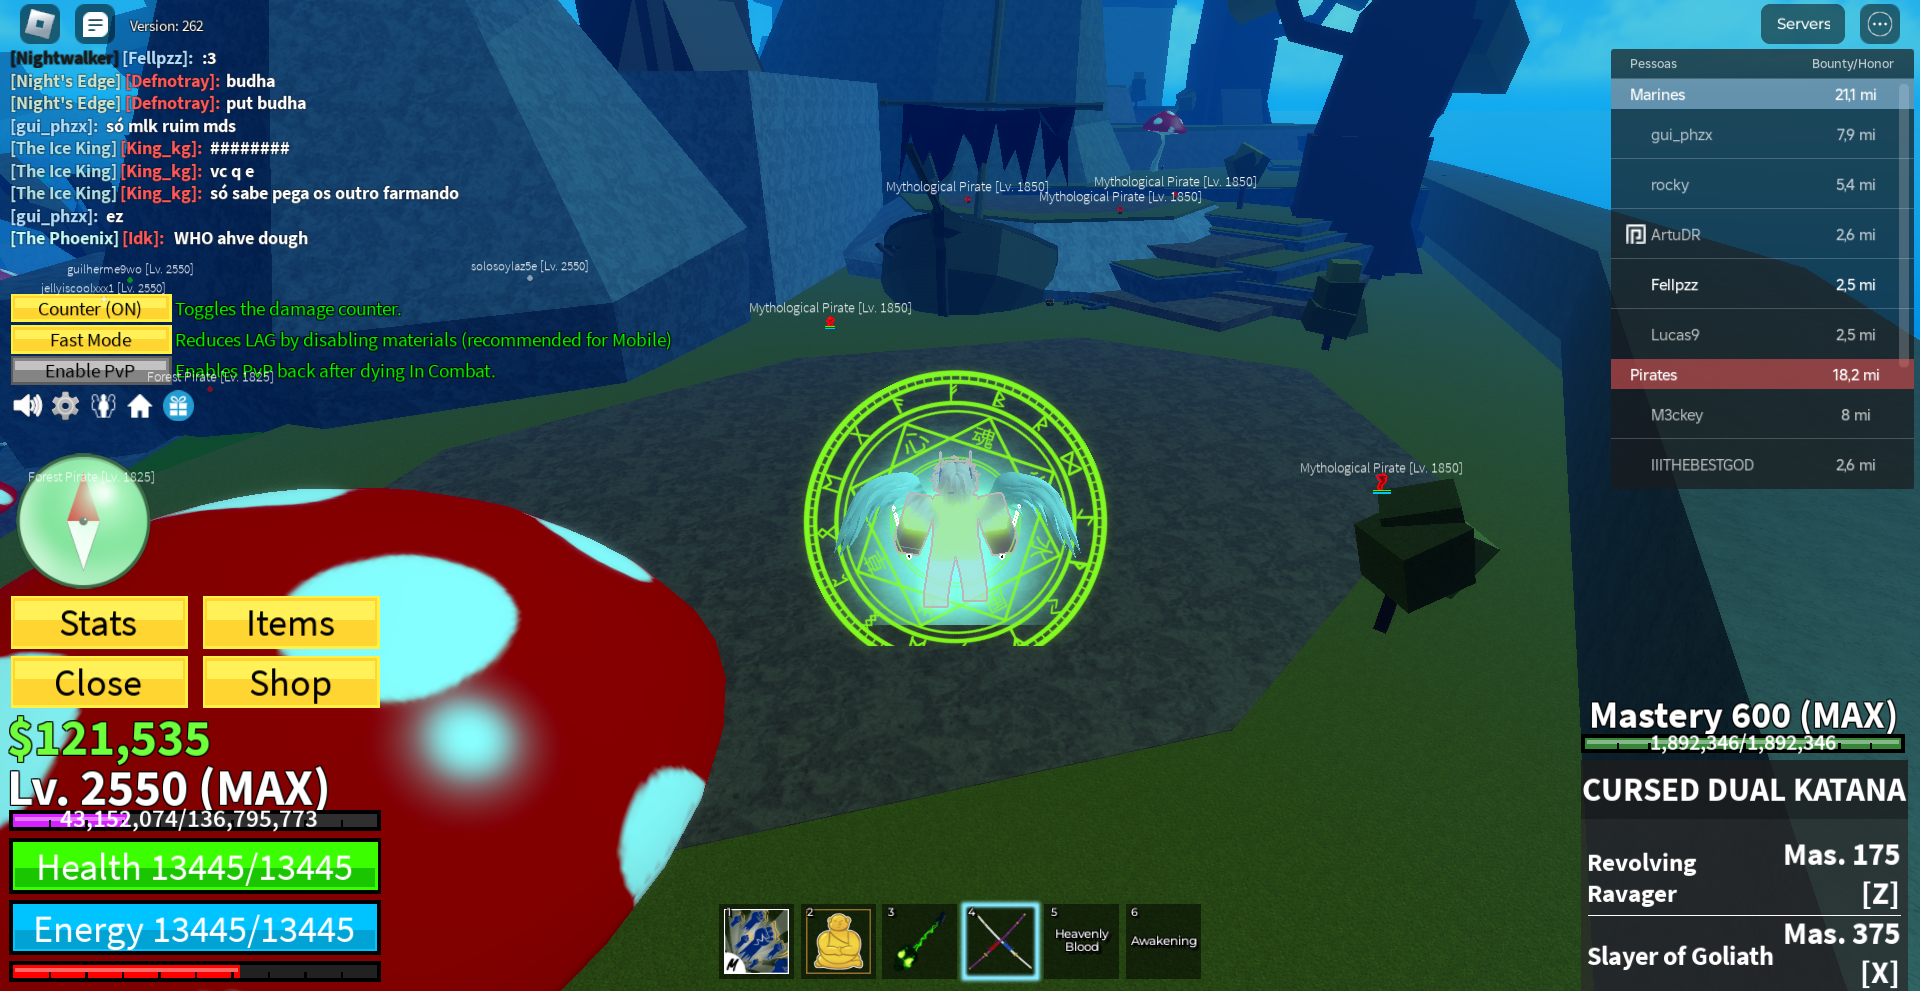 Version: 262
Servers
[Nightwalker] [Fellpzz]: :3
[Night's Edge] [Defnotray]: budha
[Night's Edge] [Defnotray]: put budha
[gui_phzx]: só mlk ruim mds
[The Ice King] [King_kg]: ########
[The Ice King] [King_kg]: vc q e
[The Ice King] [King_kg]: só sabe pega os outro farmando
[gui_phzx]: ez
[The Phoenix] [Idk]: WHO ahve dough
Pessoas Bounty/Honor
Marines 21,1 mi
gui_phzx 7,9 mi
rocky 5,4 mi
ArtuDR 2,6 mi
Fellpzz 2,5 mi
Lucas9 2,5 mi
Pirates 18,2 mi
M3ckey 8 mi
IIITHEBESTGOD 2,6 mi
Mythological Pirate [Lv. 1850]
Mythological Pirate [Lv. 1850]
Mythological Pirate [Lv. 1850]
guilherme9wo [Lv. 2550]
solosoylaz5e [Lv. 2550]
jellyiscoolxxx1 [Lv. 2550]
Mythological Pirate [Lv. 1850]
Counter (ON) Toggles the damage counter.
Fast Mode Reduces LAG by disabling materials (recommended for Mobile)
Enable PvP Enables PvP back after dying In Combat.
Forest Pirate [Lv. 1825]
Forest Pirate [Lv. 1825]
Mythological Pirate [Lv. 1850]
心 魂
Stats Items
Close Shop
$121,535
Lv. 2550 (MAX)
43,152,074/136,795,773
Health 13445/13445
Energy 13445/13445
1 2 3 4 5 6
Heavenly
Blood
Awakening
Mastery 600 (MAX)
1,892,346/1,892,346
CURSED DUAL KATANA
Revolving
Ravager
Mas. 175
[Z]
Slayer of Goliath
Mas. 375
[X]